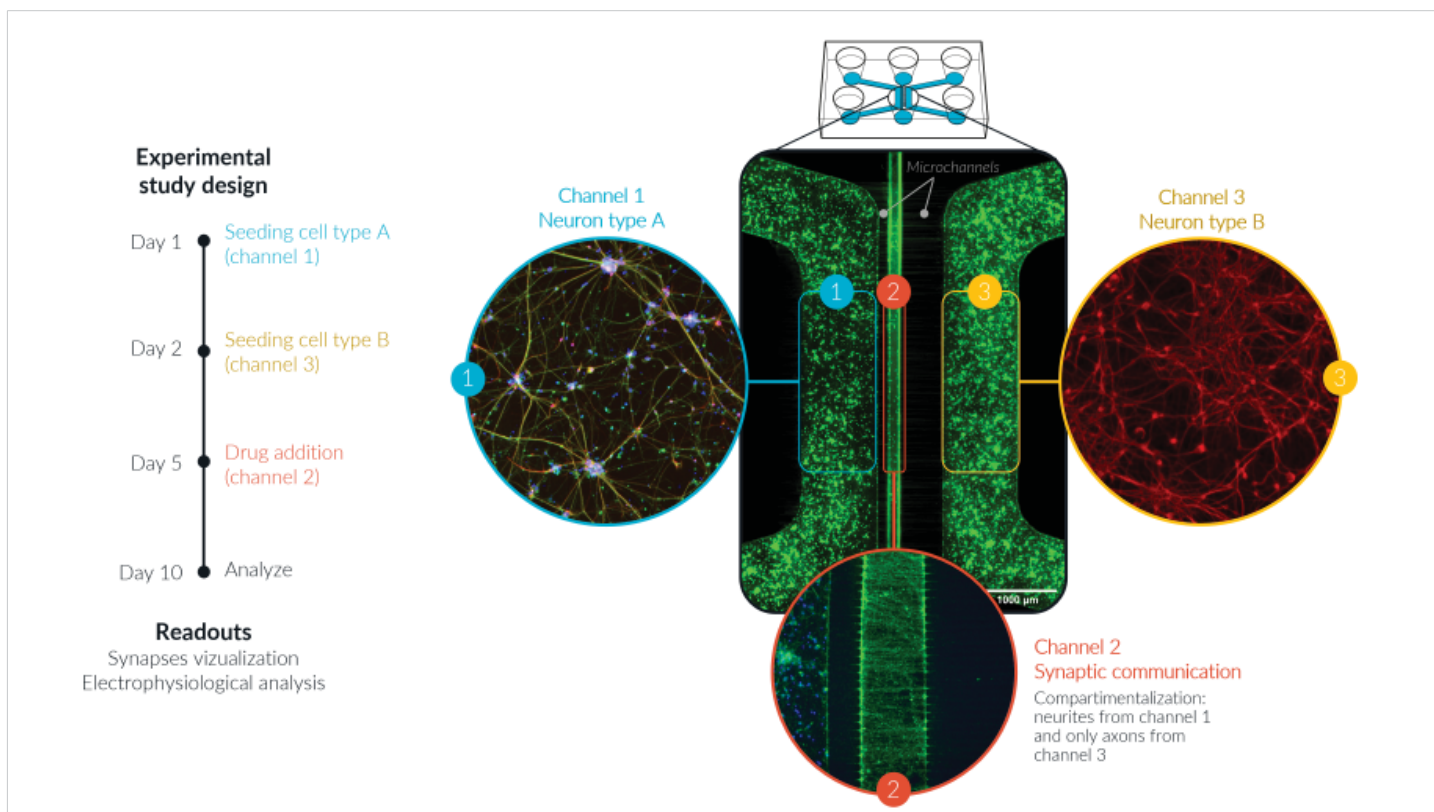 Experimental
study design
Day 1
Seeding cell type A
(channel 1)
Day 2
Seeding cell type B
(channel 3)
Day 5
Drug addition
(channel 2)
Day 10
Analyze
Readouts
Synapses vizualization
Electrophysiological analysis
Channel 1
Neuron type A
1
Microchannels
1
2
3
1000 µm
Channel 3
Neuron type B
3
2
Channel 2
Synaptic communication
Compartimentalization:
neurites from channel 1
and only axons from
channel 3